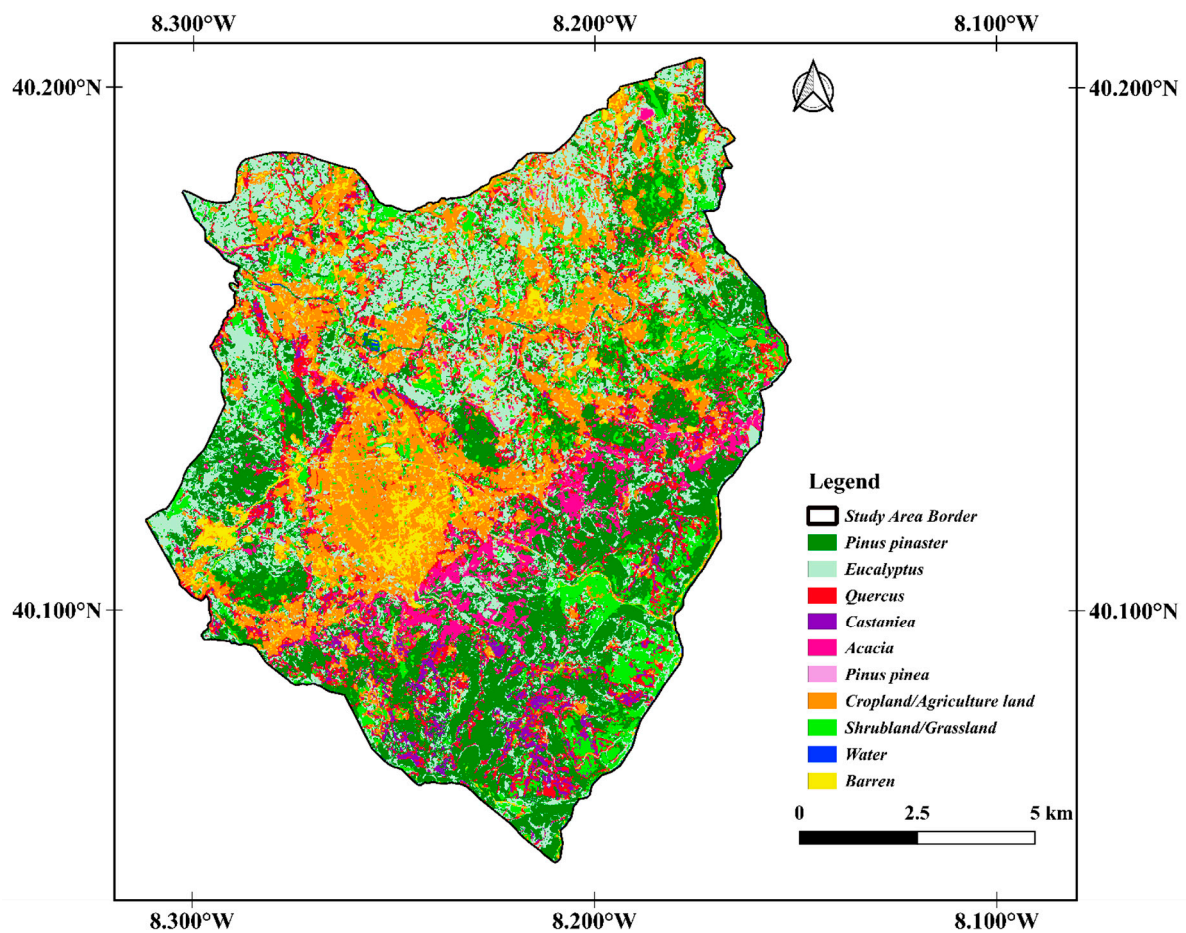 8.300°W 8.200°W 8.100°W
40.200°N 40.200°N
Legend
Study Area Border
Pinus pinaster
Eucalyptus
Quercus
Castaniea
Acacia
Pinus pinea
Cropland/Agriculture land
Shrubland/Grassland
Water
Barren
40.100°N 40.100°N
0 2.5 5 km
8.300°W 8.200°W 8.100°W